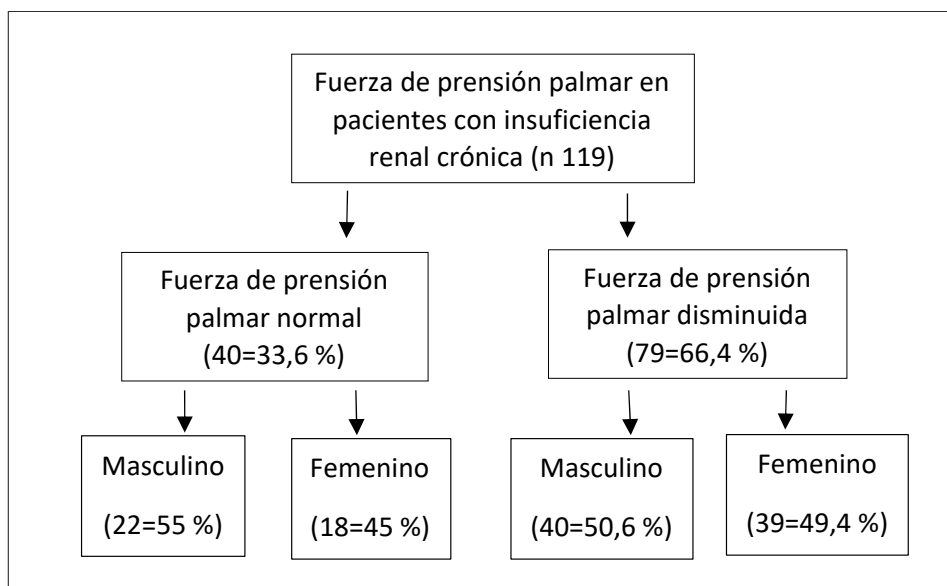 Fuerza de prensión palmar en
pacientes con insuficiencia
renal crónica (n 119)
Fuerza de prensión
palmar normal
(40=33,6 %)
Fuerza de prensión
palmar disminuida
(79=66,4 %)
Masculino
(22=55 %)
Femenino
(18=45 %)
Masculino
(40=50,6 %)
Femenino
(39=49,4 %)